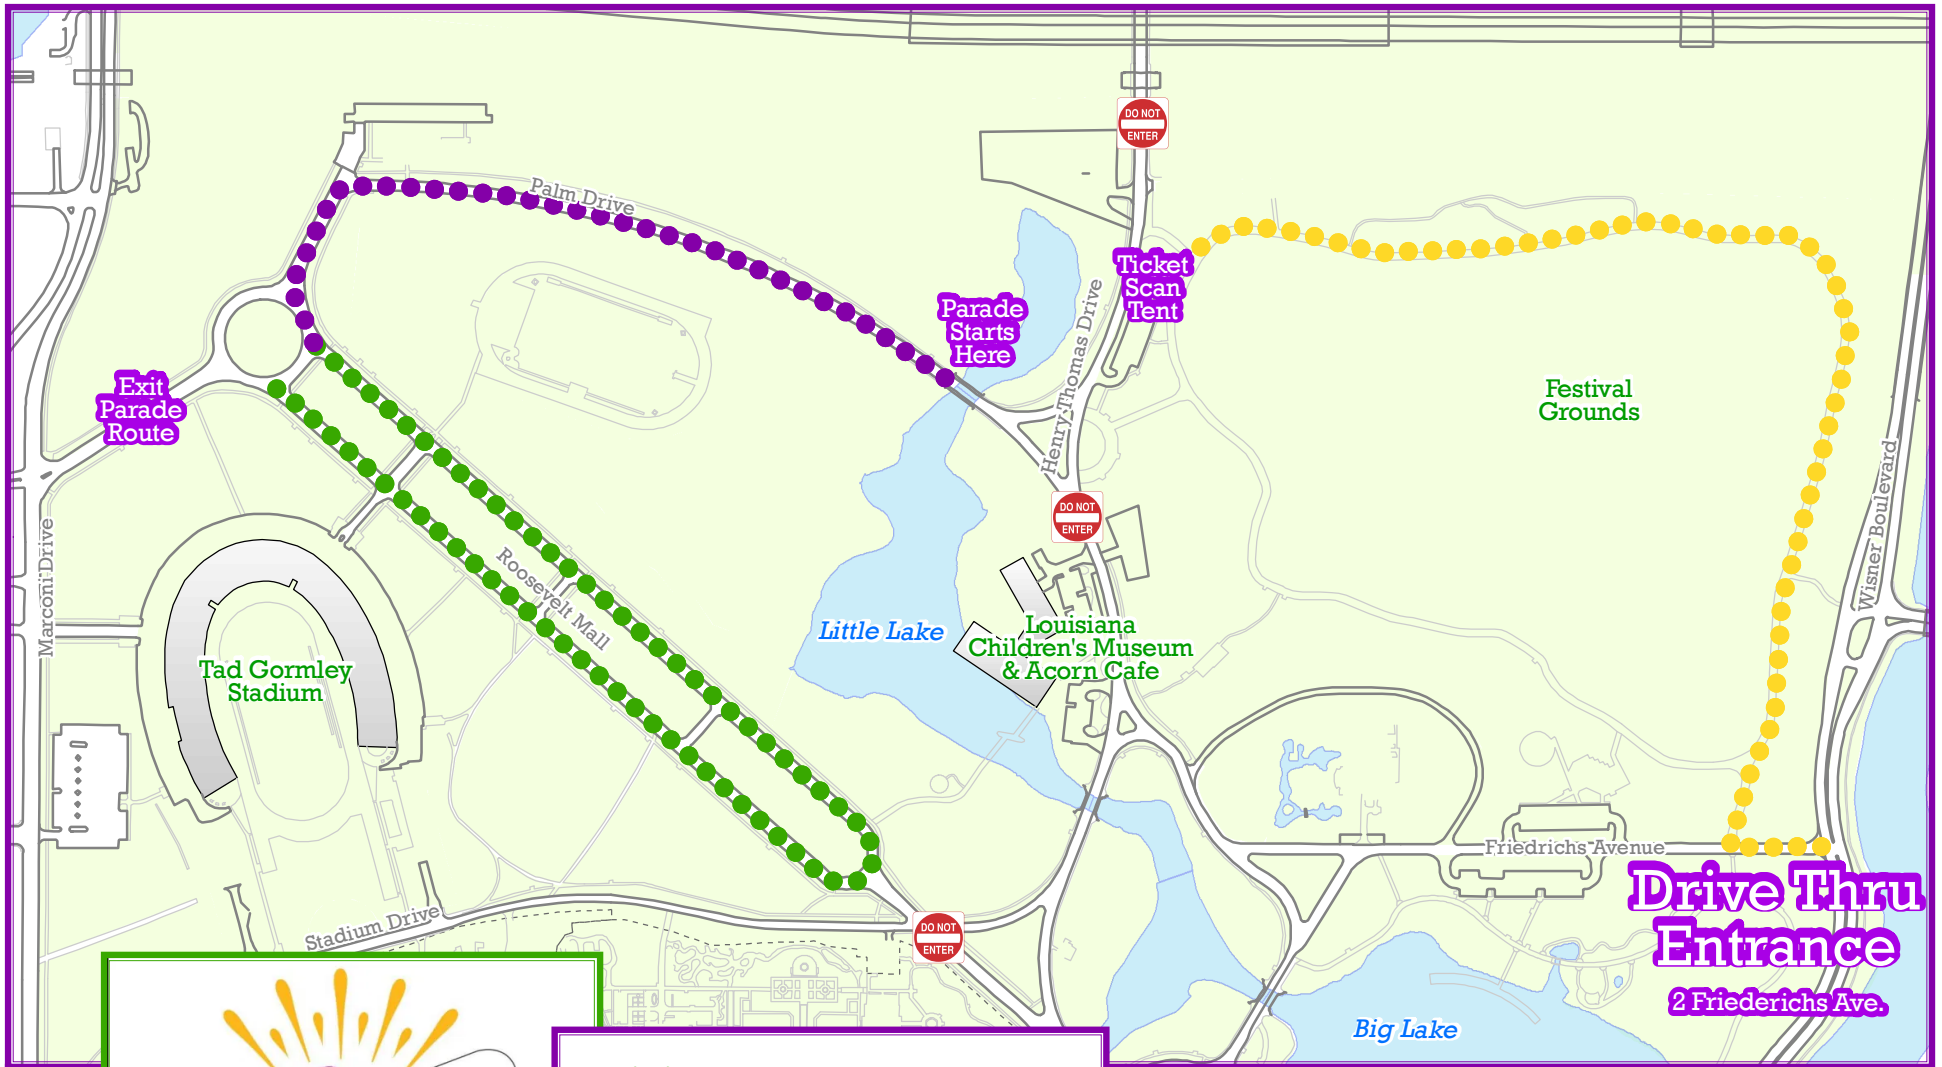 DO NOT
ENTER
Palm Drive
Ticket
Scan
Tent
Parade
Starts
Here
Henry Thomas Drive
Exit
Parade
Route
Festival
Grounds
Wisner Boulevard
DO NOT
ENTER
Marconi Drive
Roosevelt Mall
Little Lake
Louisiana
Children's Museum
& Acorn Cafe
Tad Gormley
Stadium
Friedrichs Avenue
Drive Thru
Entrance
2 Friederichs Ave.
Stadium Drive
DO NOT
ENTER
Big Lake